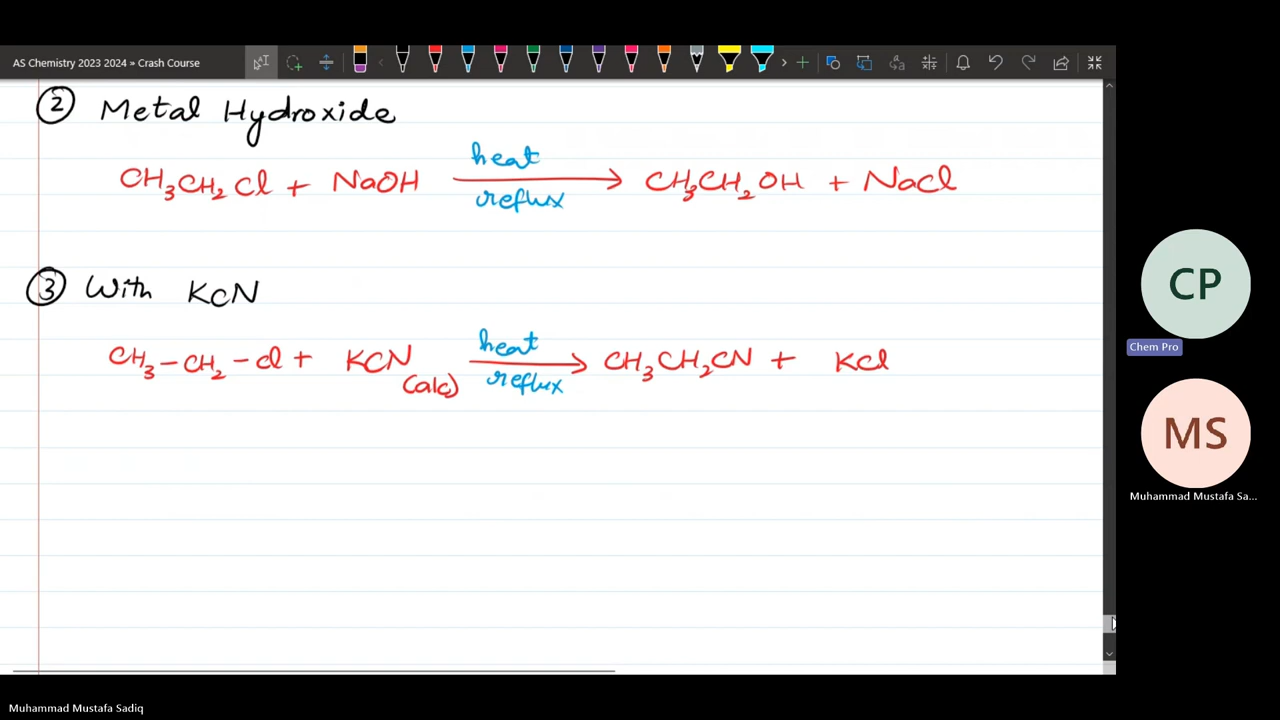 AS Chemistry 2023 2024 » Crash Course
② Metal Hydroxide
heat
CH₃CH₂Cl + NaOH ⟶ CH₃CH₂OH + NaCl
reflux
③ With KCN
heat
CH₃–CH₂–Cl + KCN (alc) ⟶ CH₃CH₂CN + KCl
reflux
CP
Chem Pro
MS
Muhammad Mustafa Sa...
Muhammad Mustafa Sadiq